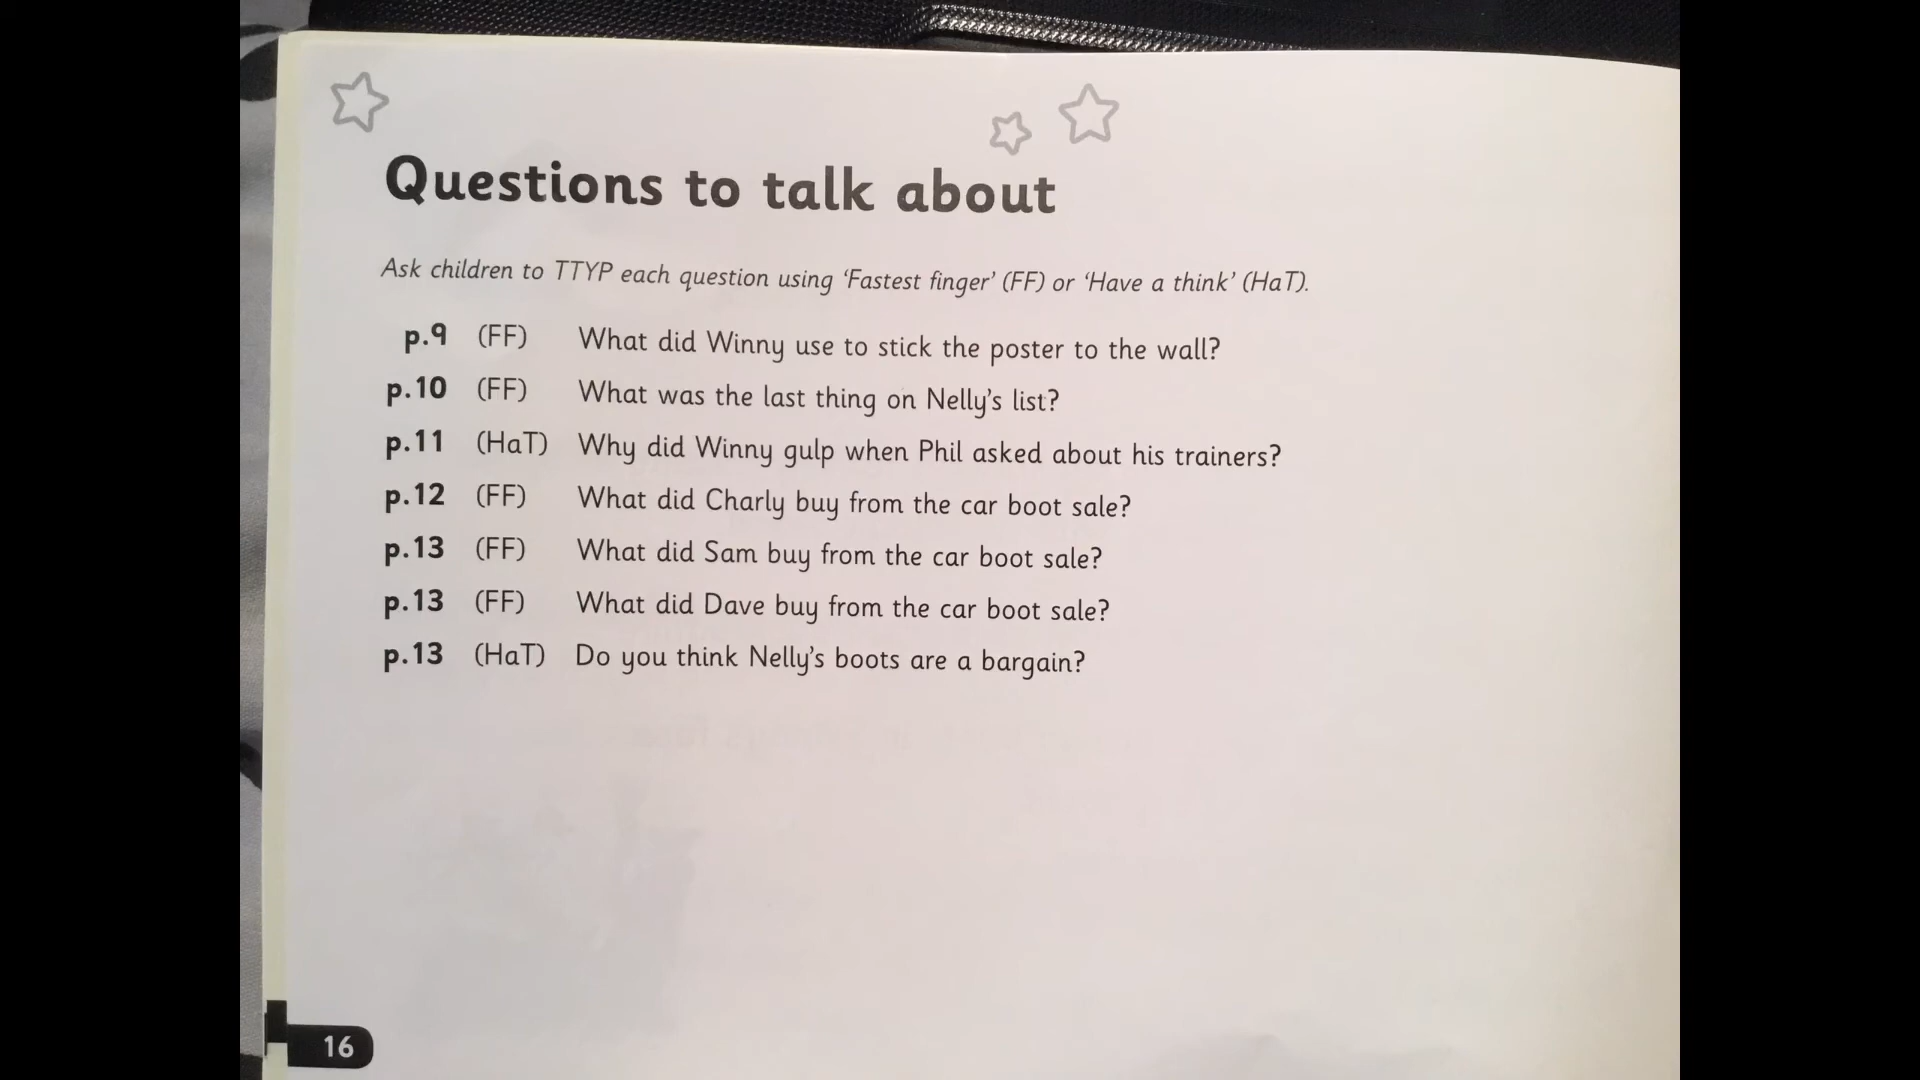 Questions to talk about
Ask children to TTYP each question using ‘Fastest finger’ (FF) or ‘Have a think’ (HaT).
p.9 (FF) What did Winny use to stick the poster to the wall?
p.10 (FF) What was the last thing on Nelly’s list?
p.11 (HaT) Why did Winny gulp when Phil asked about his trainers?
p.12 (FF) What did Charly buy from the car boot sale?
p.13 (FF) What did Sam buy from the car boot sale?
p.13 (FF) What did Dave buy from the car boot sale?
p.13 (HaT) Do you think Nelly’s boots are a bargain?
16